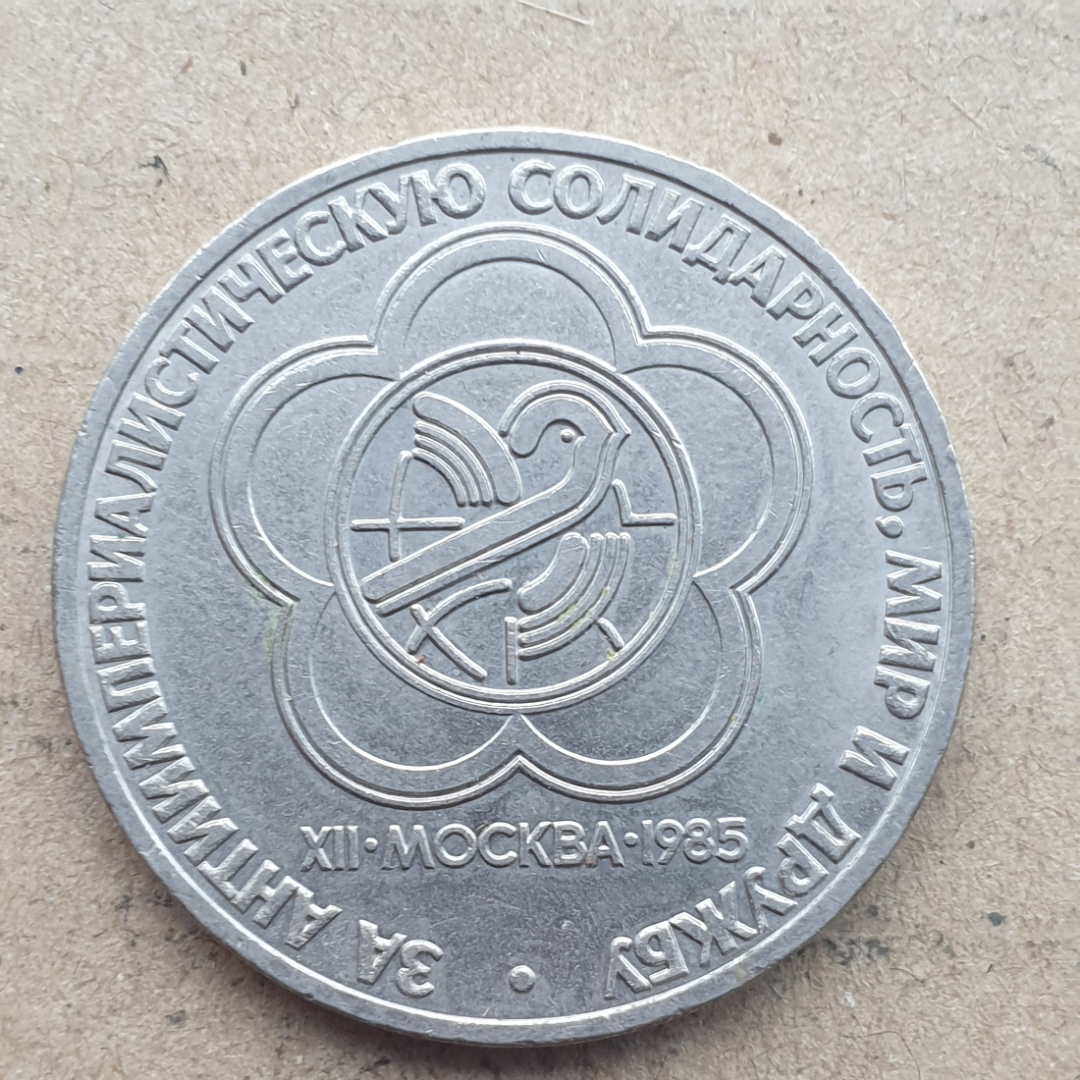 ЗА АНТИИМПЕРИАЛИСТИЧЕСКУЮ СОЛИДАРНОСТЬ, МИР И ДРУЖБУ
XII·МОСКВА·1985